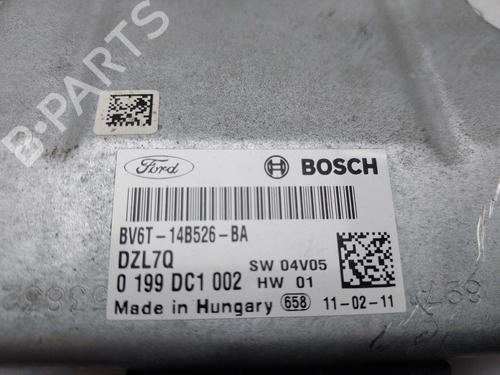 B-PARTS
Ford
BOSCH
BV6T-14B526-BA
DZL7Q
SW 04V05
0 199 DC1 002
HW 01
Made in Hungary 658 11-02-11